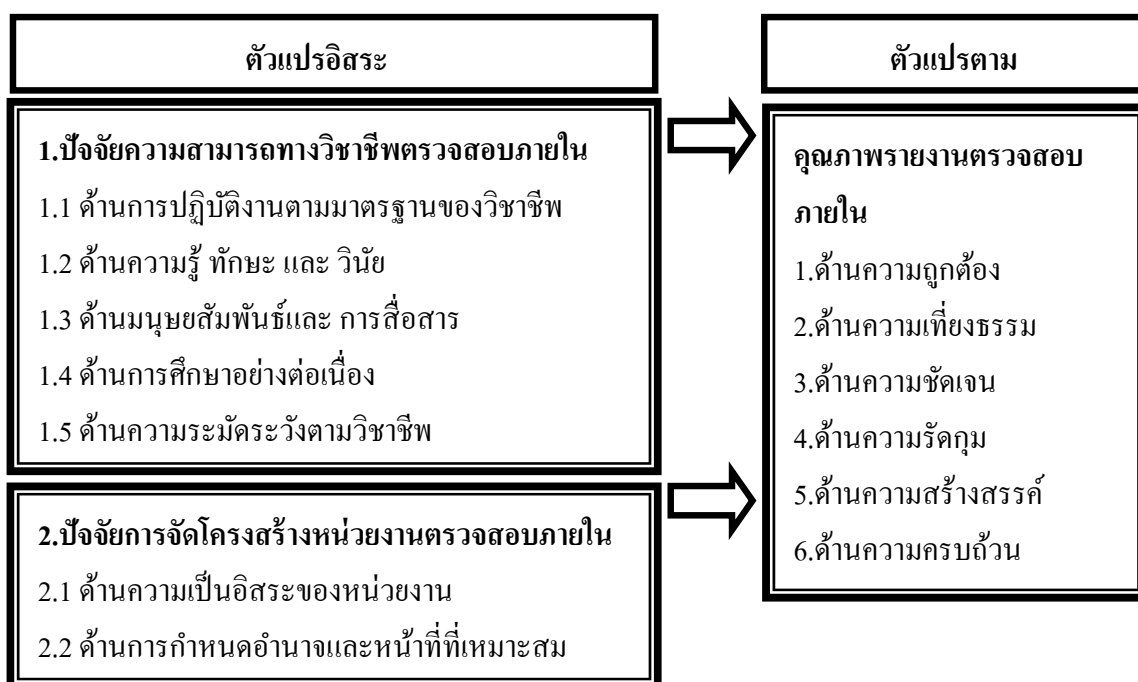 ตัวแปรอิสระ
1.ปัจจัยความสามารถทางวิชาชีพตรวจสอบภายใน
1.1 ด้านการปฏิบัติงานตามมาตรฐานของวิชาชีพ
1.2 ด้านความรู้ ทักษะ และ วินัย
1.3 ด้านมนุษยสัมพันธ์และ การสื่อสาร
1.4 ด้านการศึกษาอย่างต่อเนื่อง
1.5 ด้านความระมัดระวังตามวิชาชีพ
2.ปัจจัยการจัดโครงสร้างหน่วยงานตรวจสอบภายใน
2.1 ด้านความเป็นอิสระของหน่วยงาน
2.2 ด้านการกำหนดอำนาจและหน้าที่ที่เหมาะสม
ตัวแปรตาม
คุณภาพรายงานตรวจสอบ
ภายใน
1.ด้านความถูกต้อง
2.ด้านความเที่ยงธรรม
3.ด้านความชัดเจน
4.ด้านความรัดกุม
5.ด้านความสร้างสรรค์
6.ด้านความครบถ้วน